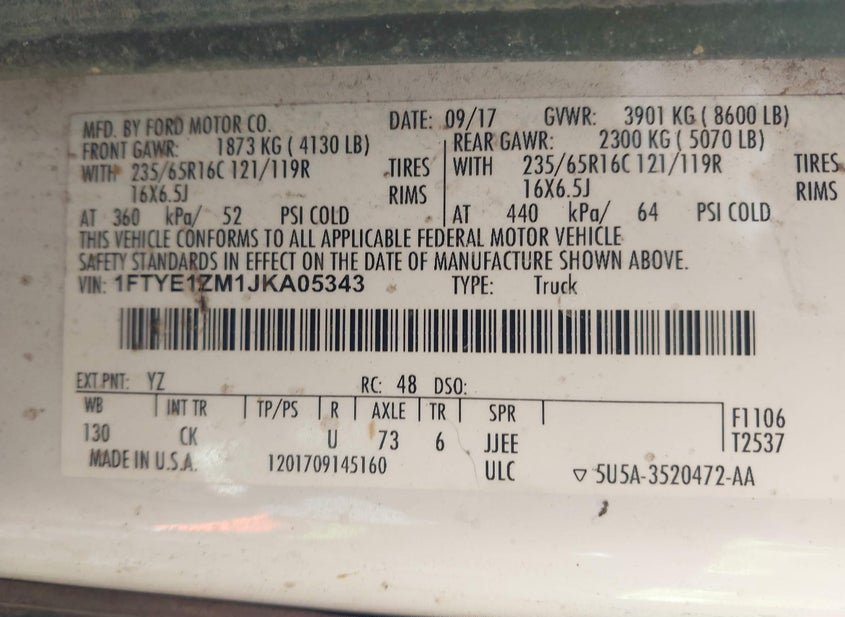 MFD. BY FORD MOTOR CO. DATE: 09/17 GVWR: 3901 KG ( 8600 LB)
FRONT GAWR: 1873 KG ( 4130 LB) REAR GAWR: 2300 KG ( 5070 LB)
WITH 235/65R16C 121/119R TIRES WITH 235/65R16C 121/119R TIRES
16X6.5J RIMS 16X6.5J RIMS
AT 360 kPa/ 52 PSI COLD AT 440 kPa/ 64 PSI COLD
THIS VEHICLE CONFORMS TO ALL APPLICABLE FEDERAL MOTOR VEHICLE
SAFETY STANDARDS IN EFFECT ON THE DATE OF MANUFACTURE SHOWN ABOVE.
VIN: 1FTYE1ZM1JKA05343 TYPE: Truck
EXT PNT: YZ RC: 48 DSO:
WB INT TR TP/PS R AXLE TR SPR F1106
130 CK U 73 6 JJEE T2537
MADE IN U.S.A. 1201709145160 ULC ▽ 5U5A-3520472-AA